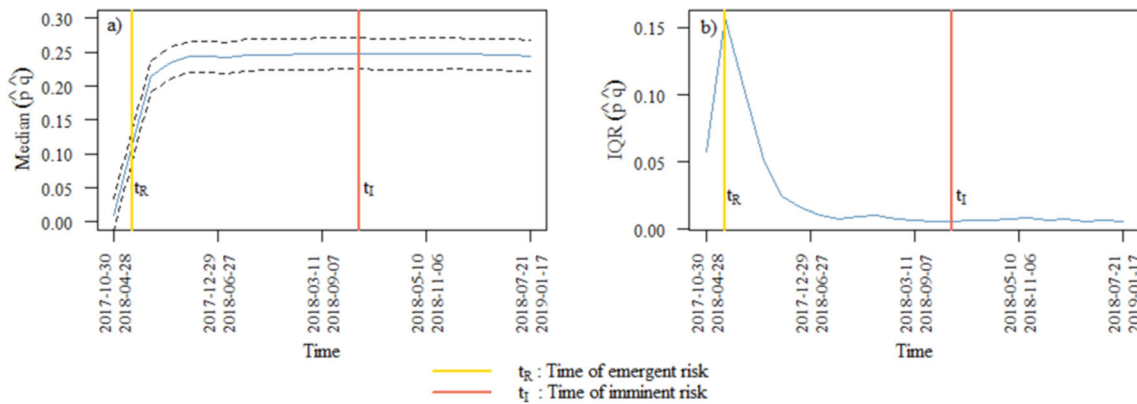 a)
Median (p̂ q̂)
0.30
0.25
0.20
0.15
0.10
0.05
0.00
tR
tI
2017-10-30
2018-04-28
2017-12-29
2018-06-27
2018-03-11
2018-09-07
2018-05-10
2018-11-06
2018-07-21
2019-01-17
Time
b)
IQR (p̂ q̂)
0.15
0.10
0.05
0.00
tR
tI
2017-10-30
2018-04-28
2017-12-29
2018-06-27
2018-03-11
2018-09-07
2018-05-10
2018-11-06
2018-07-21
2019-01-17
Time
tR : Time of emergent risk
tI : Time of imminent risk